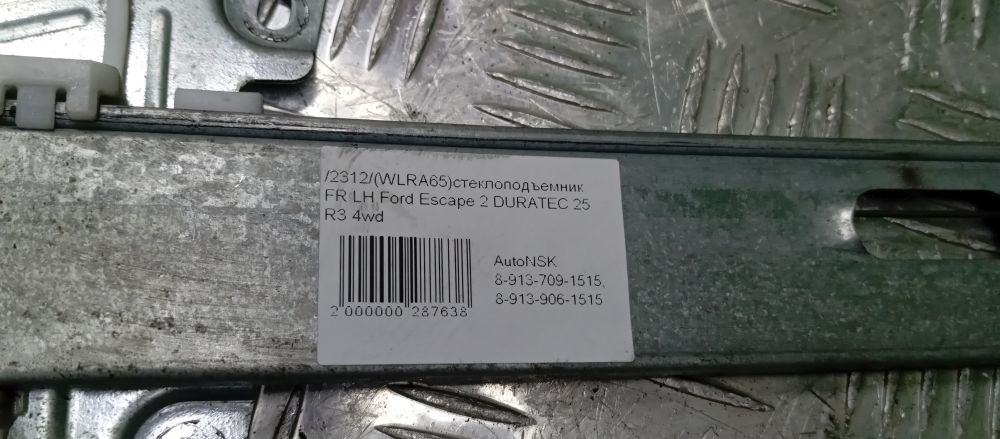 /2312/(WLRA65)стеклоподъемник
FR LH Ford Escape 2 DURATEC 25
R3 4wd
AutoNSK
8-913-709-1515,
8-913-906-1515
2 000000 287638